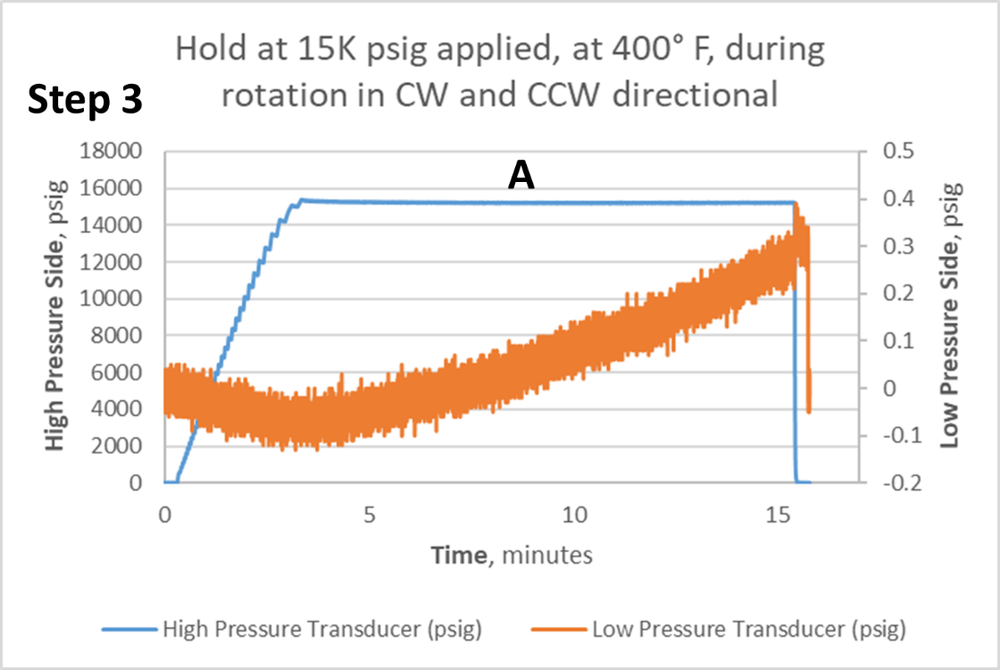 Hold at 15K psig applied, at 400° F, during
rotation in CW and CCW directional
Step 3
A
High Pressure Side, psig
18000
16000
14000
12000
10000
8000
6000
4000
2000
0
0.5
0.4
0.3
0.2
0.1
0
-0.1
-0.2
Low Pressure Side, psig
0 5 10 15
Time, minutes
High Pressure Transducer (psig) Low Pressure Transducer (psig)